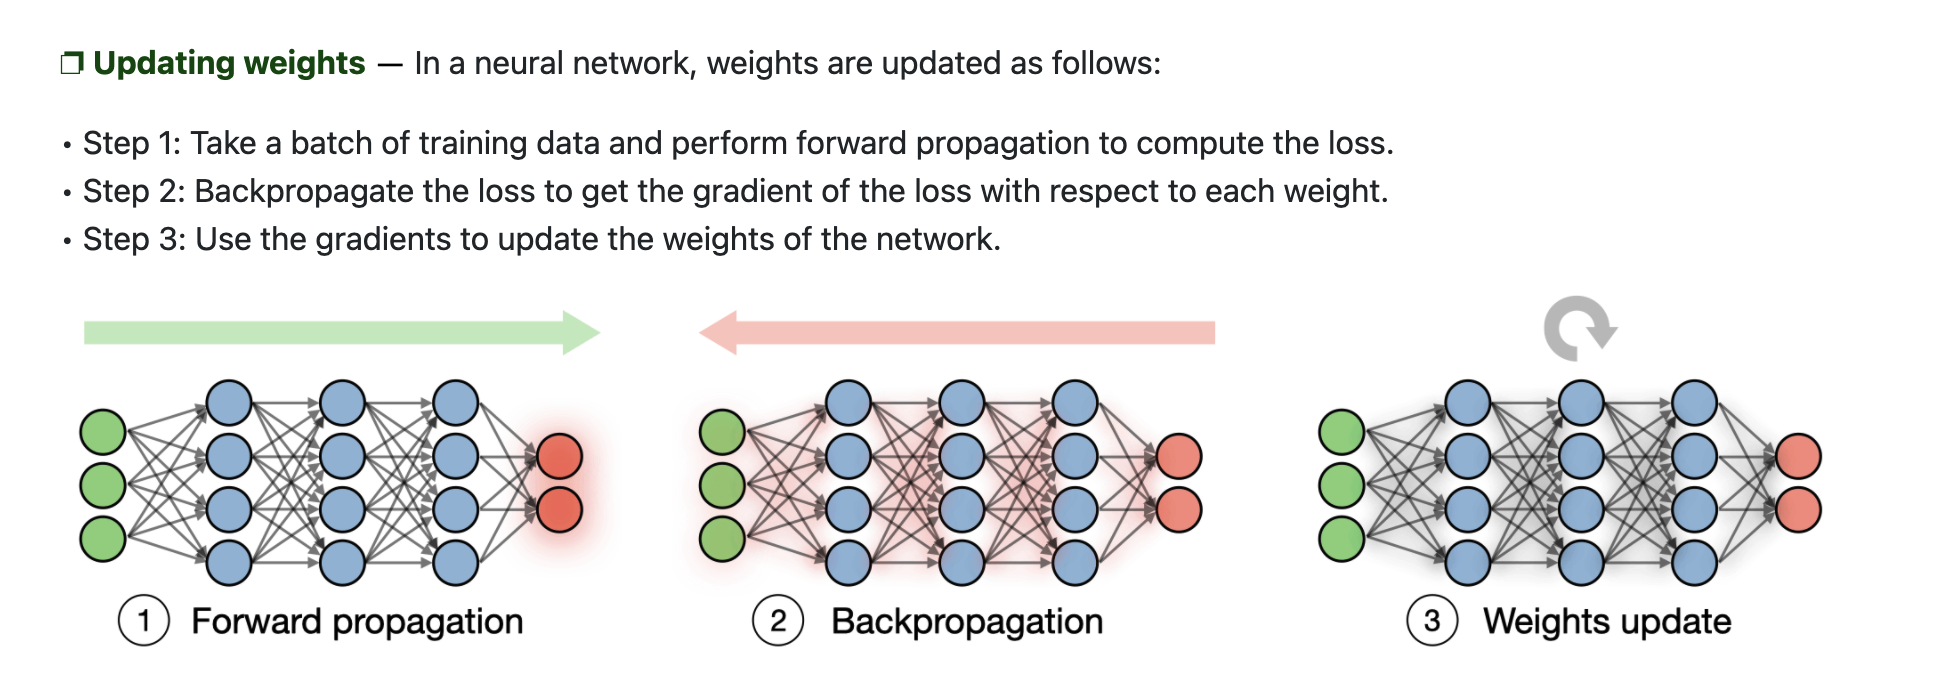 ❐ Updating weights — In a neural network, weights are updated as follows:
• Step 1: Take a batch of training data and perform forward propagation to compute the loss.
• Step 2: Backpropagate the loss to get the gradient of the loss with respect to each weight.
• Step 3: Use the gradients to update the weights of the network.
1 Forward propagation
2 Backpropagation
3 Weights update